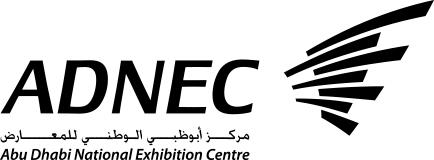 ADNEC
مركز أبوظبي الوطني للمعارض
Abu Dhabi National Exhibition Centre